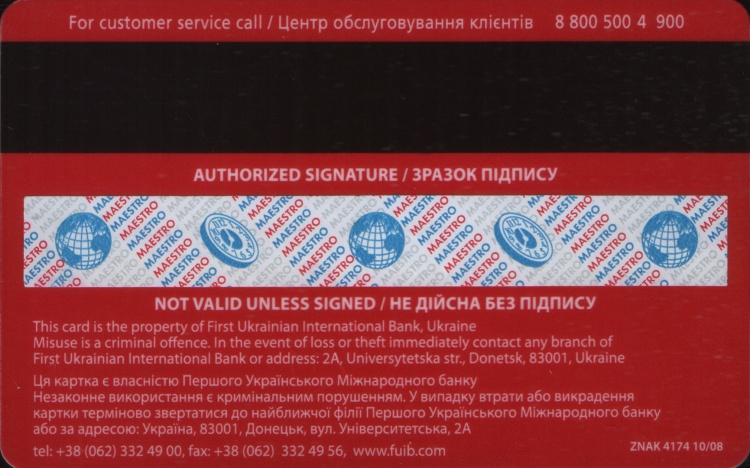 For customer service call / Центр обслуговування клієнтів 8 800 500 4 900
AUTHORIZED SIGNATURE / ЗРАЗОК ПІДПИСУ
MAESTRO MAESTRO MAESTRO MAESTRO MAESTRO
NOT VALID UNLESS SIGNED / НЕ ДІЙСНА БЕЗ ПІДПИСУ
This card is the property of First Ukrainian International Bank, Ukraine
Misuse is a criminal offence. In the event of loss or theft immediately contact any branch of
First Ukrainian International Bank or address: 2A, Universytetska str., Donetsk, 83001, Ukraine
Ця картка є власністю Першого Українського Міжнародного банку
Незаконне використання є кримінальним порушенням. У випадку втрати або викрадення
картки терміново звертатися до найближчої філії Першого Українського Міжнародного банку
або за адресою: Україна, 83001, Донецьк, вул. Університетська, 2А
tel: +38 (062) 332 49 00, fax: +38 (062) 332 49 56, www.fuib.com
ZNAK 4174 10/08